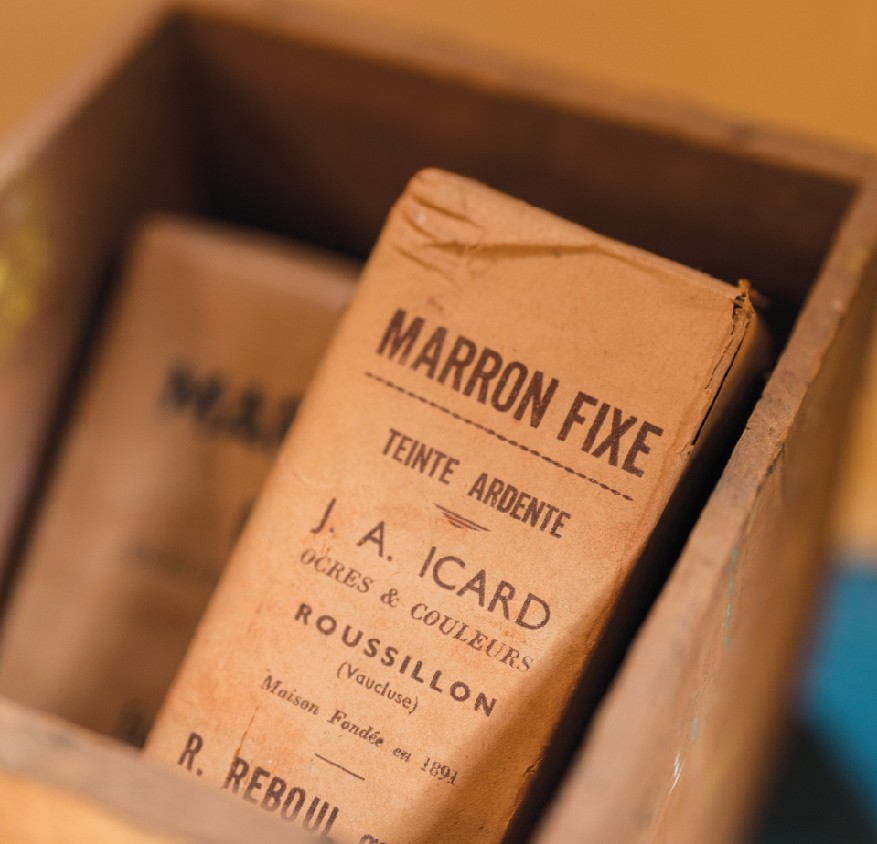 MARRON FIXE
TEINTE ARDENTE
J. A. ICARD
OCRES & COULEURS
ROUSSILLON
(Vaucluse)
Maison Fondée en 1891
R. REBOUL